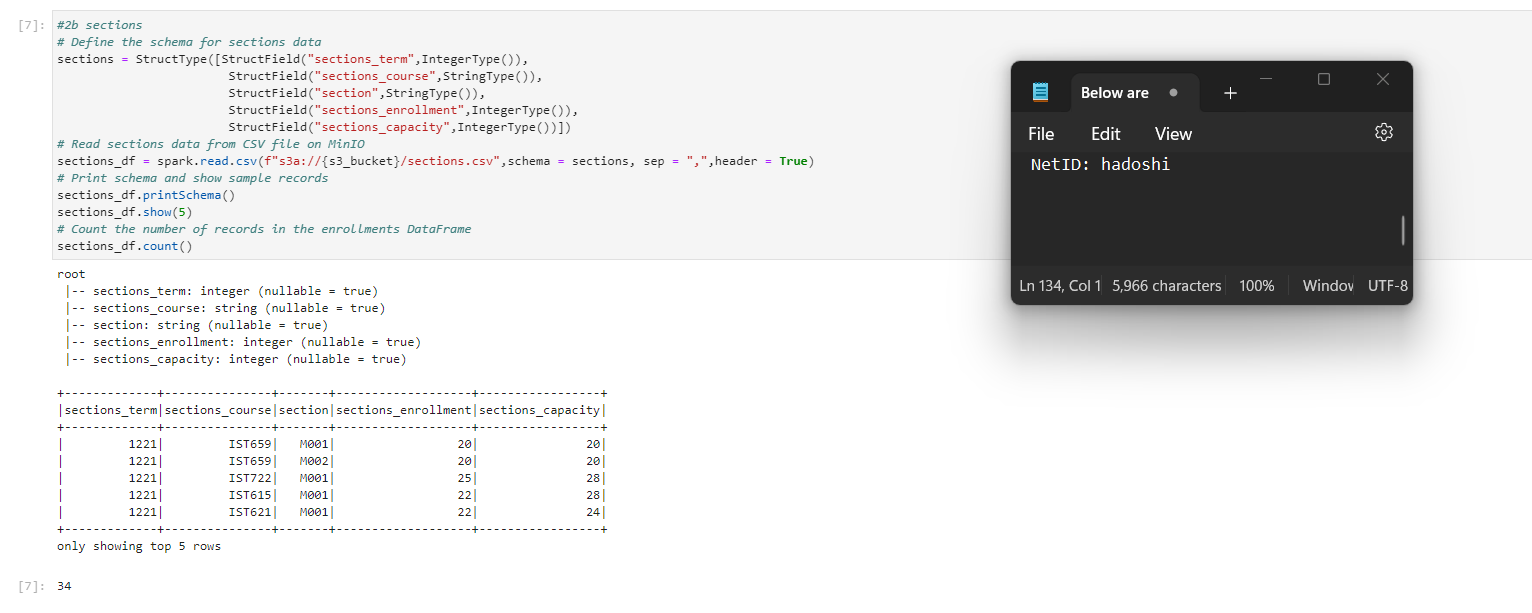 [7]: #2b sections
# Define the schema for sections data
sections = StructType([StructField("sections_term",IntegerType()),
StructField("sections_course",StringType()),
StructField("section",StringType()),
StructField("sections_enrollment",IntegerType()),
StructField("sections_capacity",IntegerType())])
# Read sections data from CSV file on MinIO
sections_df = spark.read.csv(f"s3a://{s3_bucket}/sections.csv",schema = sections, sep = ",",header = True)
# Print schema and show sample records
sections_df.printSchema()
sections_df.show(5)
# Count the number of records in the enrollments DataFrame
sections_df.count()
root
|-- sections_term: integer (nullable = true)
|-- sections_course: string (nullable = true)
|-- section: string (nullable = true)
|-- sections_enrollment: integer (nullable = true)
|-- sections_capacity: integer (nullable = true)
+-------------+---------------+-------+-------------------+-----------------+
|sections_term|sections_course|section|sections_enrollment|sections_capacity|
+-------------+---------------+-------+-------------------+-----------------+
| 1221| IST659| M001| 20| 20|
| 1221| IST659| M002| 20| 20|
| 1221| IST722| M001| 25| 28|
| 1221| IST615| M001| 22| 28|
| 1221| IST621| M001| 22| 24|
+-------------+---------------+-------+-------------------+-----------------+
only showing top 5 rows
[7]: 34
Below are
File Edit View
NetID: hadoshi
Ln 134, Col 1 5,966 characters 100% Window UTF-8